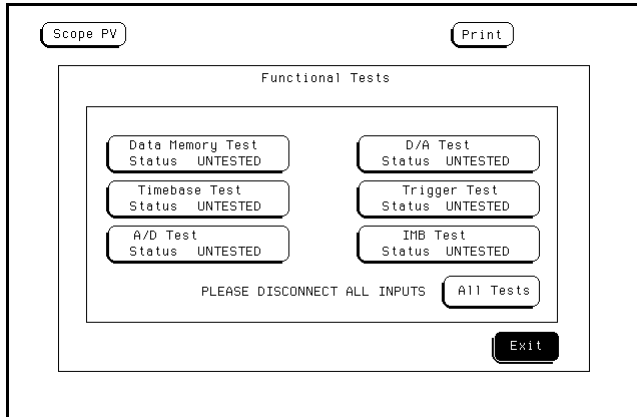 Scope PV
Print
Functional Tests
Data Memory Test
Status UNTESTED
D/A Test
Status UNTESTED
Timebase Test
Status UNTESTED
Trigger Test
Status UNTESTED
A/D Test
Status UNTESTED
IMB Test
Status UNTESTED
PLEASE DISCONNECT ALL INPUTS
All Tests
Exit